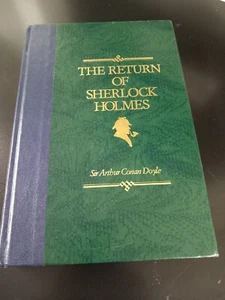 THE RETURN
OF
SHERLOCK
HOLMES
Sir Arthur Conan Doyle